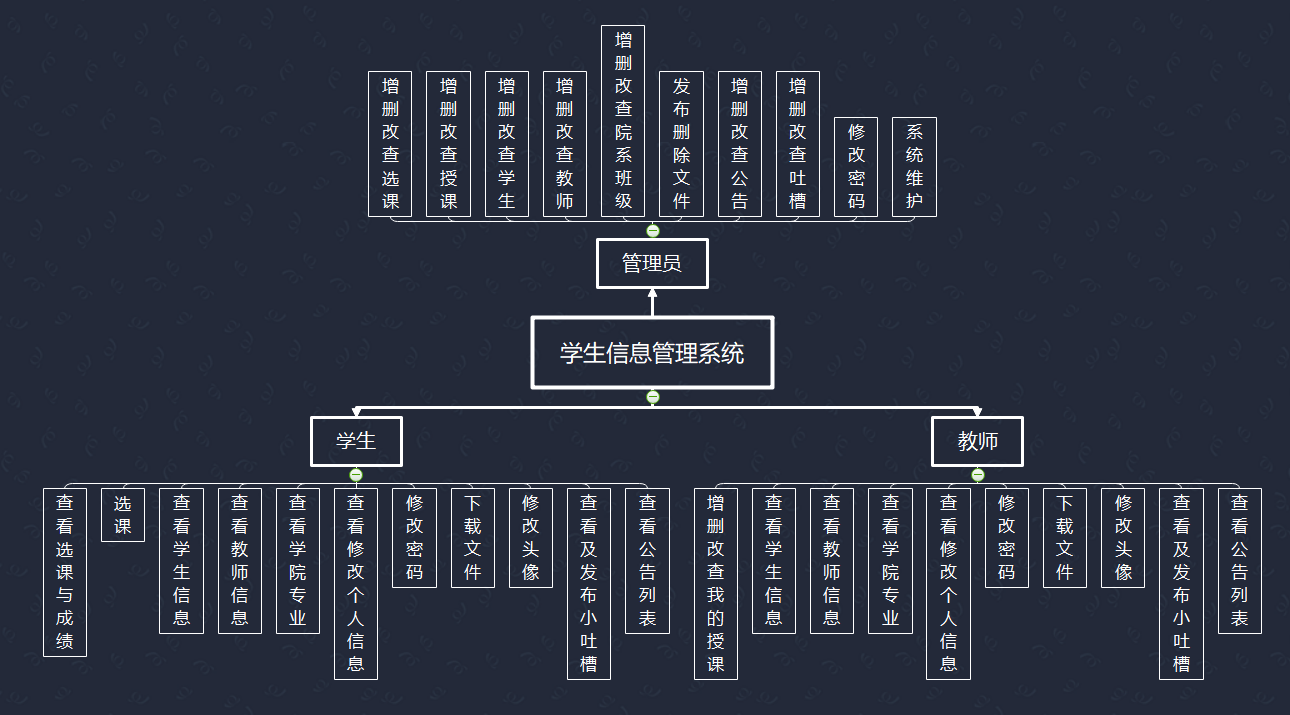 增删改查选课
增删改查授课
增删改查学生
增删改查教师
增删改查院系班级
发布删除文件
增删改查公告
增删改查吐槽
修改密码
系统维护
管理员
学生信息管理系统
学生
教师
查看选课与成绩
选课
查看学生信息
查看教师信息
查看学院专业
查看修改个人信息
修改密码
下载文件
修改头像
查看及发布小吐槽
查看公告列表
增删改查我的授课
查看学生信息
查看教师信息
查看学院专业
查看修改个人信息
修改密码
下载文件
修改头像
查看及发布小吐槽
查看公告列表